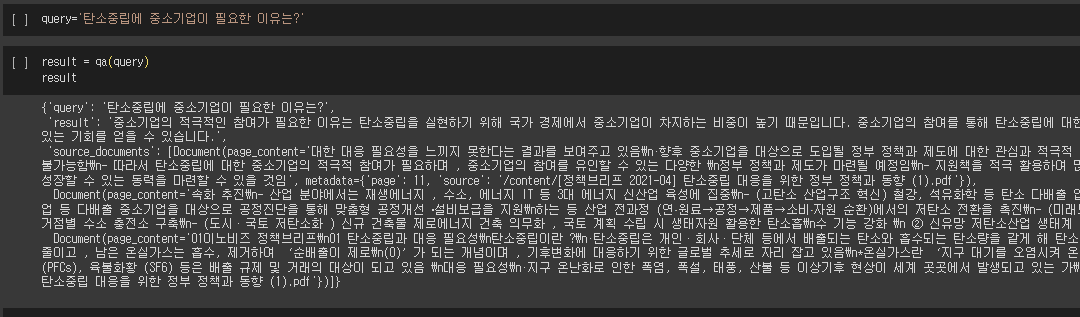 [ ] query='탄소중립에 중소기업이 필요한 이유는?'
[ ] result = qa(query)
result
{'query': '탄소중립에 중소기업이 필요한 이유는?',
'result': '중소기업의 적극적인 참여가 필요한 이유는 탄소중립을 실현하기 위해 국가 경제에서 중소기업이 차지하는 비중이 높기 때문입니다. 중소기업의 참여를 통해 탄소중립에 대한
있는 기회를 얻을 수 있습니다.',
'source_documents': [Document(page_content='대한 대응 필요성을 느끼지 못한다는 결과를 보여주고 있음₩n·향후 중소기업을 대상으로 도입될 정부 정책과 제도에 대한 관심과 적극적
불가능함₩n- 따라서 탄소중립에 대한 중소기업의 적극적 참여가 필요하며 , 중소기업의 참여를 유인할 수 있는 다양한 ₩n정부 정책과 제도가 마련될 예정임₩n- 지원책을 적극 활용하며
성장할 수 있는 동력을 마련할 수 있을 것임', metadata={'page': 11, 'source': '/content/[정책브리프 2021-04] 탄소중립 대응을 위한 정부 정책과 동향 (1).pdf'}),
Document(page_content='속화 추진₩n- 산업 분야에서는 재생에너지 , 수소, 에너지 IT 등 3대 에너지 신산업 육성에 집중₩n- (고탄소 산업구조 혁신) 철강, 석유화학 등 탄소 다배출 업
업 등 다배출 중소기업을 대상으로 공정진단을 통해 맞춤형 공정개선 ·설비보급을 지원₩n하는 등 산업 전과정 (연·원료→공정→제품→소비·자원 순환)에서의 저탄소 전환을 촉진₩n- (미래
거점별 수소 충전소 구축₩n- (도시 ·국토 저탄소화 ) 신규 건축물 제로에너지 건축 의무화 , 국토 계획 수립 시 생태자원 활용한 탄소흡₩n수 기능 강화 ₩n ② 신유망 저탄소산업 생태계
Document(page_content='01이노비즈 정책브리프₩n01 탄소중립과 대응 필요성₩n탄소중립이란 ?₩n·탄소중립은 개인 ·회사 ·단체 등에서 배출되는 탄소와 흡수되는 탄소량을 같게 해 탄소
줄이고 , 남은 온실가스는 흡수, 제거하여 ‘순배출이 제로₩n(0)’가 되는 개념이며 , 기후변화에 대응하기 위한 글로벌 추세로 자리 잡고 있음₩n*온실가스란 ‘지구 대기를 오염시켜 온
(PFCs), 육불화황 (SF6) 등은 배출 규제 및 거래의 대상이 되고 있음 ₩n대응 필요성₩n·지구 온난화로 인한 폭염, 폭설, 태풍, 산불 등 이상기후 현상이 세계 곳곳에서 발생되고 있는 가₩
탄소중립 대응을 위한 정부 정책과 동향 (1).pdf'})]}